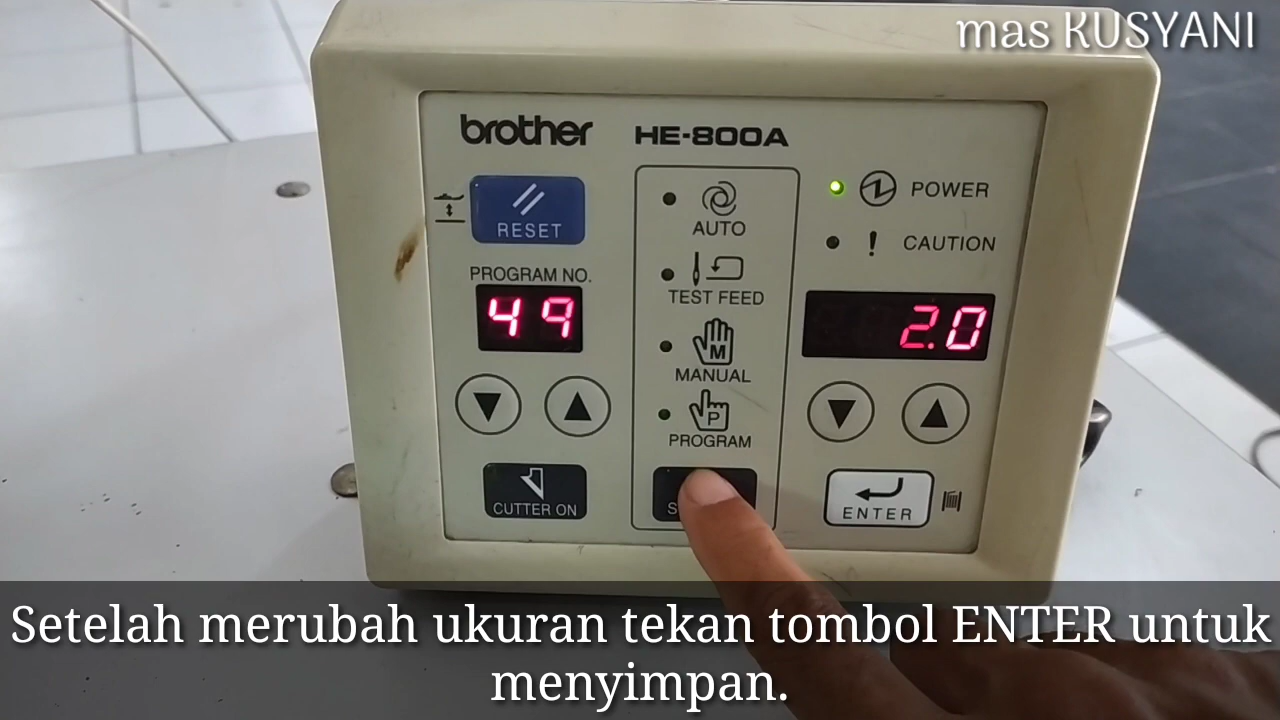 mas KUSYANI
brother HE-800A
RESET
AUTO
POWER
CAUTION
PROGRAM NO.
TEST FEED
49
2.0
M
MANUAL
P
PROGRAM
CUTTER ON
ENTER
Setelah merubah ukuran tekan tombol ENTER untuk
menyimpan.